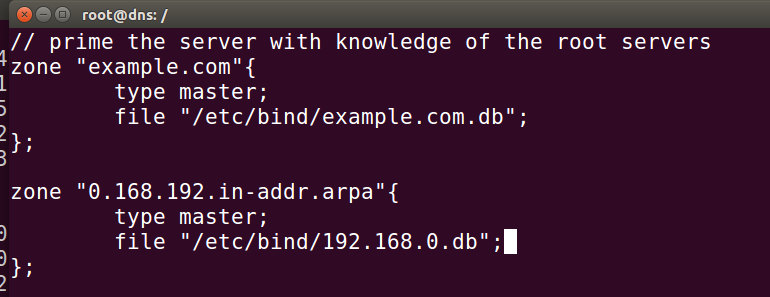 root@dns: /
// prime the server with knowledge of the root servers
zone "example.com"{
        type master;
        file "/etc/bind/example.com.db";
};

zone "0.168.192.in-addr.arpa"{
        type master;
        file "/etc/bind/192.168.0.db";
};